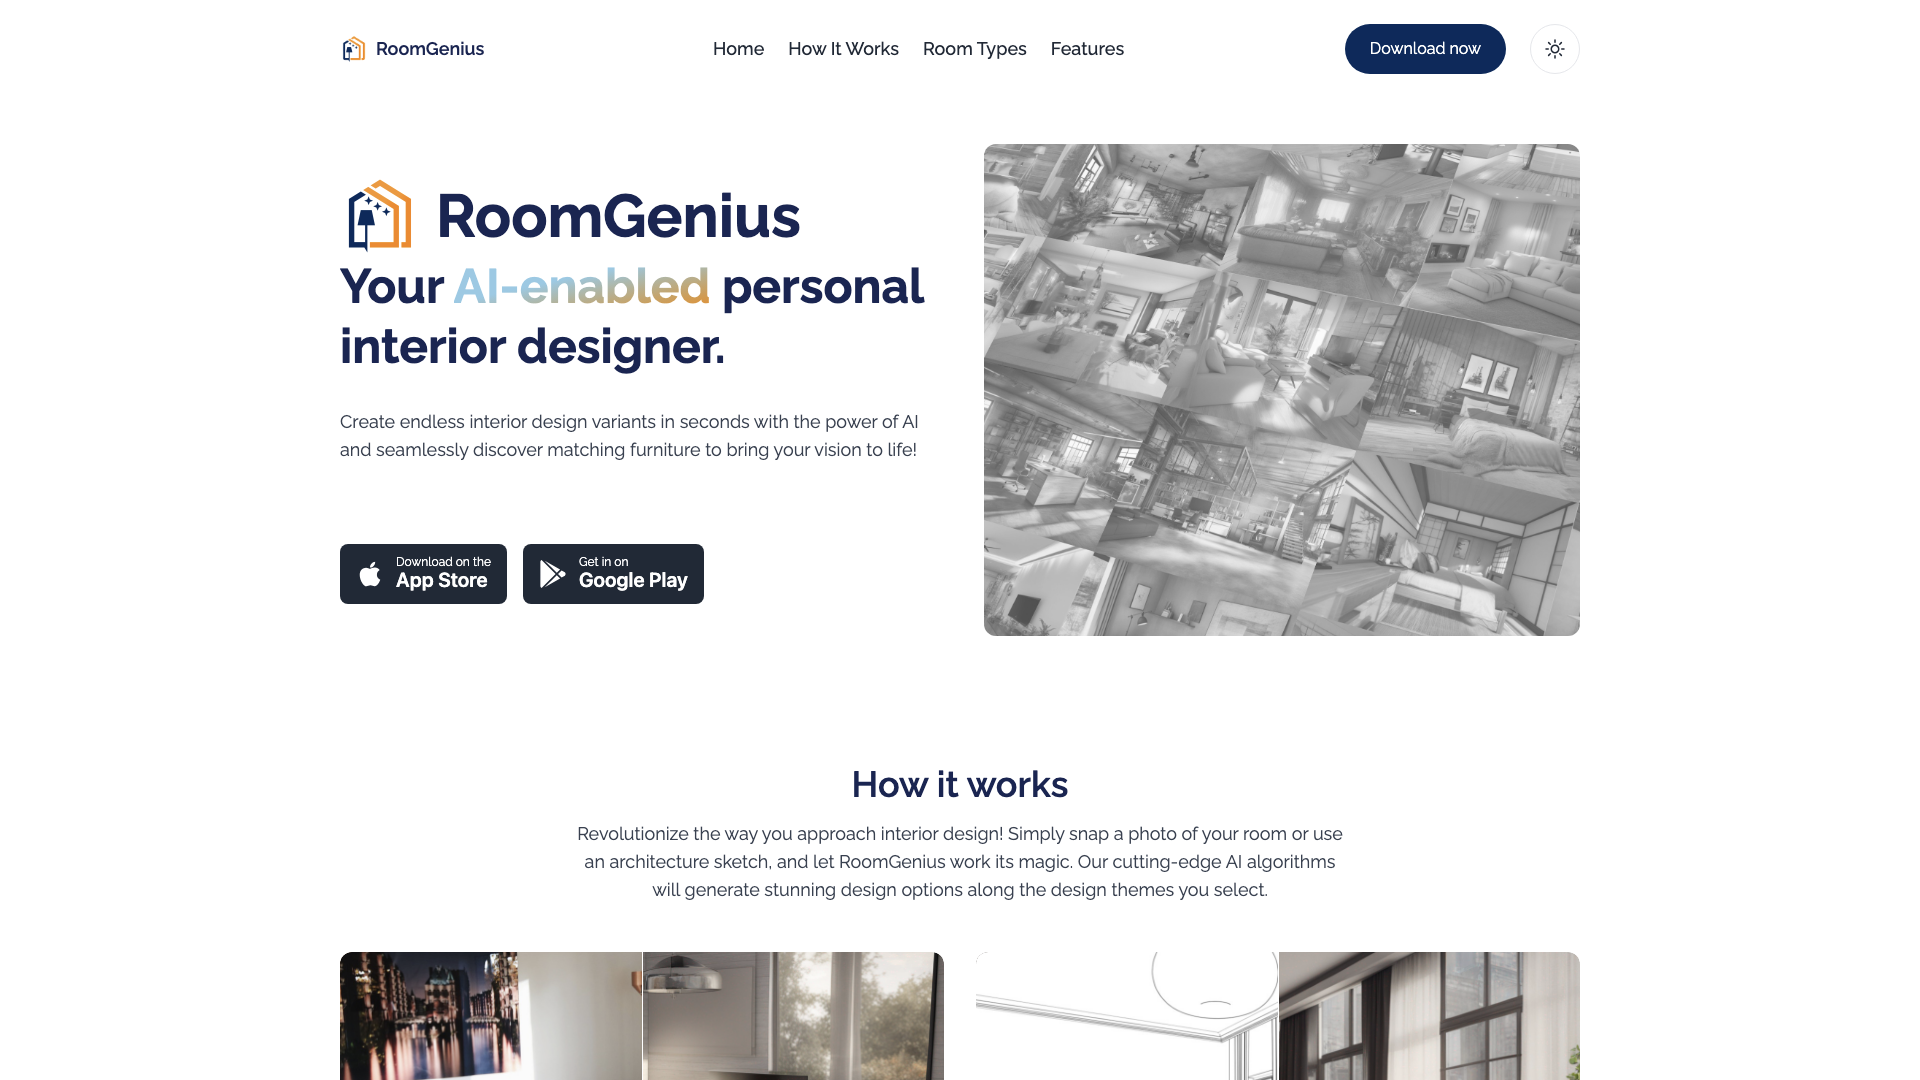 RoomGenius
Home
How It Works
Room Types
Features
Download now
RoomGenius
Your AI-enabled personal
interior designer.
Create endless interior design variants in seconds with the power of AI
and seamlessly discover matching furniture to bring your vision to life!
Download on the
App Store
Get in on
Google Play
How it works
Revolutionize the way you approach interior design! Simply snap a photo of your room or use
an architecture sketch, and let RoomGenius work its magic. Our cutting-edge AI algorithms
will generate stunning design options along the design themes you select.